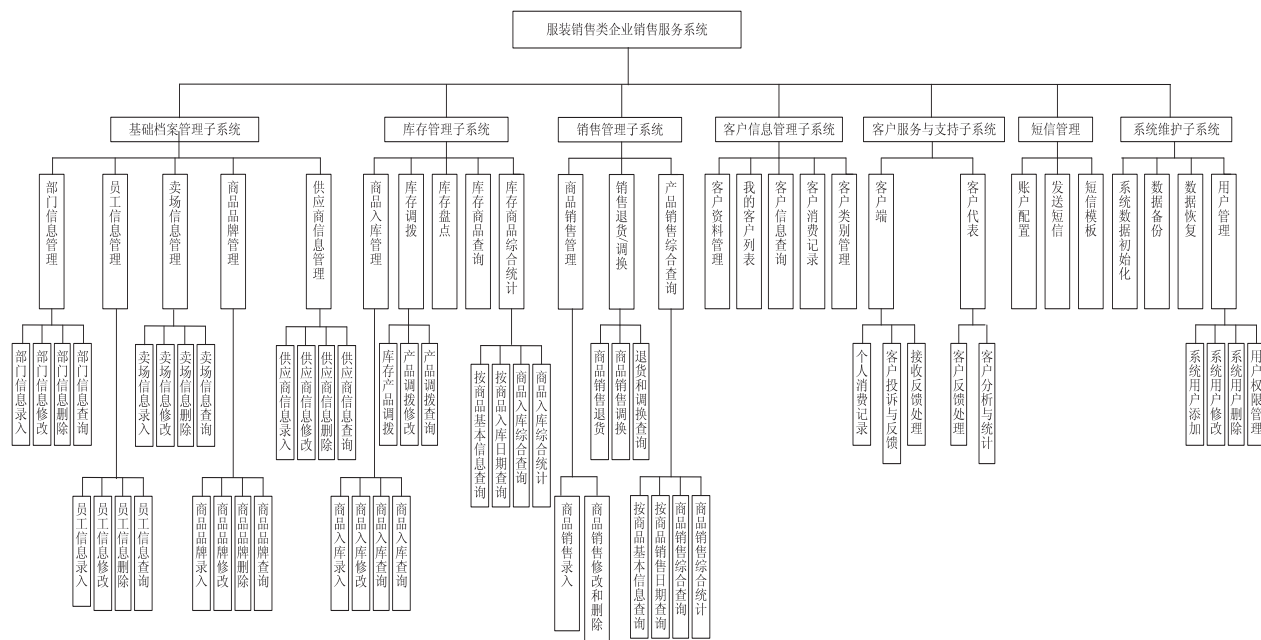 服装销售类企业销售服务系统
基础档案管理子系统
库存管理子系统
销售管理子系统
客户信息管理子系统
客户服务与支持子系统
短信管理
系统维护子系统
部门信息管理
员工信息管理
卖场信息管理
商品品牌管理
供应商信息管理
商品入库管理
库存调拨
库存盘点
库存商品查询
库存商品综合统计
商品销售管理
销售退货/调换
产品销售综合查询
客户资料管理
我的客户列表
客户信息查询
客户消费记录
客户类别管理
客户端
客户代表
账户配置
发送短信
短信模板
系统数据初始化
数据备份
数据恢复
用户管理
部门信息录入
部门信息修改
部门信息删除
部门信息查询
卖场信息录入
卖场信息修改
卖场信息删除
卖场信息查询
供应商信息录入
供应商信息修改
供应商信息删除
供应商信息查询
库存产品调拨
产品调拨修改
产品调拨查询
按商品基本信息查询
按商品入库日期查询
商品入库综合查询
商品入库综合统计
商品销售退货
商品销售调换
退货和调换查询
个人消费记录
客户投诉与反馈
接收反馈处理
客户反馈处理
客户分析与统计
系统用户添加
系统用户修改
系统用户删除
用户权限管理
员工信息录入
员工信息修改
员工信息删除
员工信息查询
商品品牌录入
商品品牌修改
商品品牌删除
商品品牌查询
商品入库录入
商品入库修改
商品入库查询
商品入库查询
商品销售录入
商品销售修改和删除
按商品基本信息查询
按商品销售日期查询
商品销售综合查询
商品销售综合统计